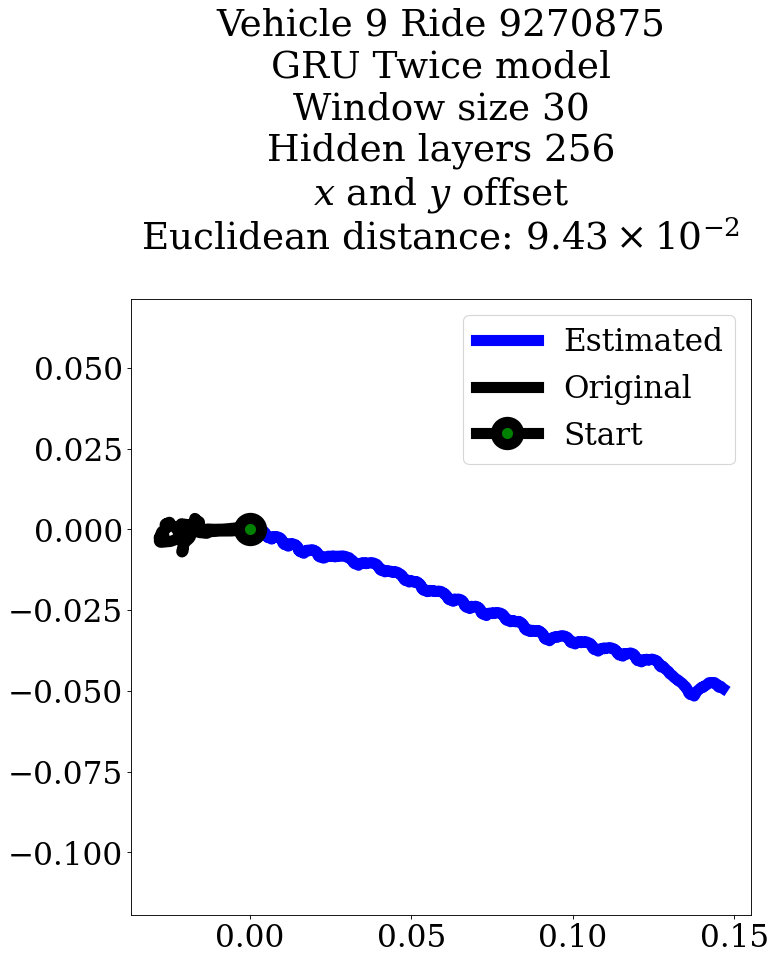 Vehicle 9 Ride 9270875
GRU Twice model
Window size 30
Hidden layers 256
x and y offset
Euclidean distance: 9.43 × 10⁻²
Estimated
Original
Start
0.050
0.025
0.000
−0.025
−0.050
−0.075
−0.100
0.00 0.05 0.10 0.15